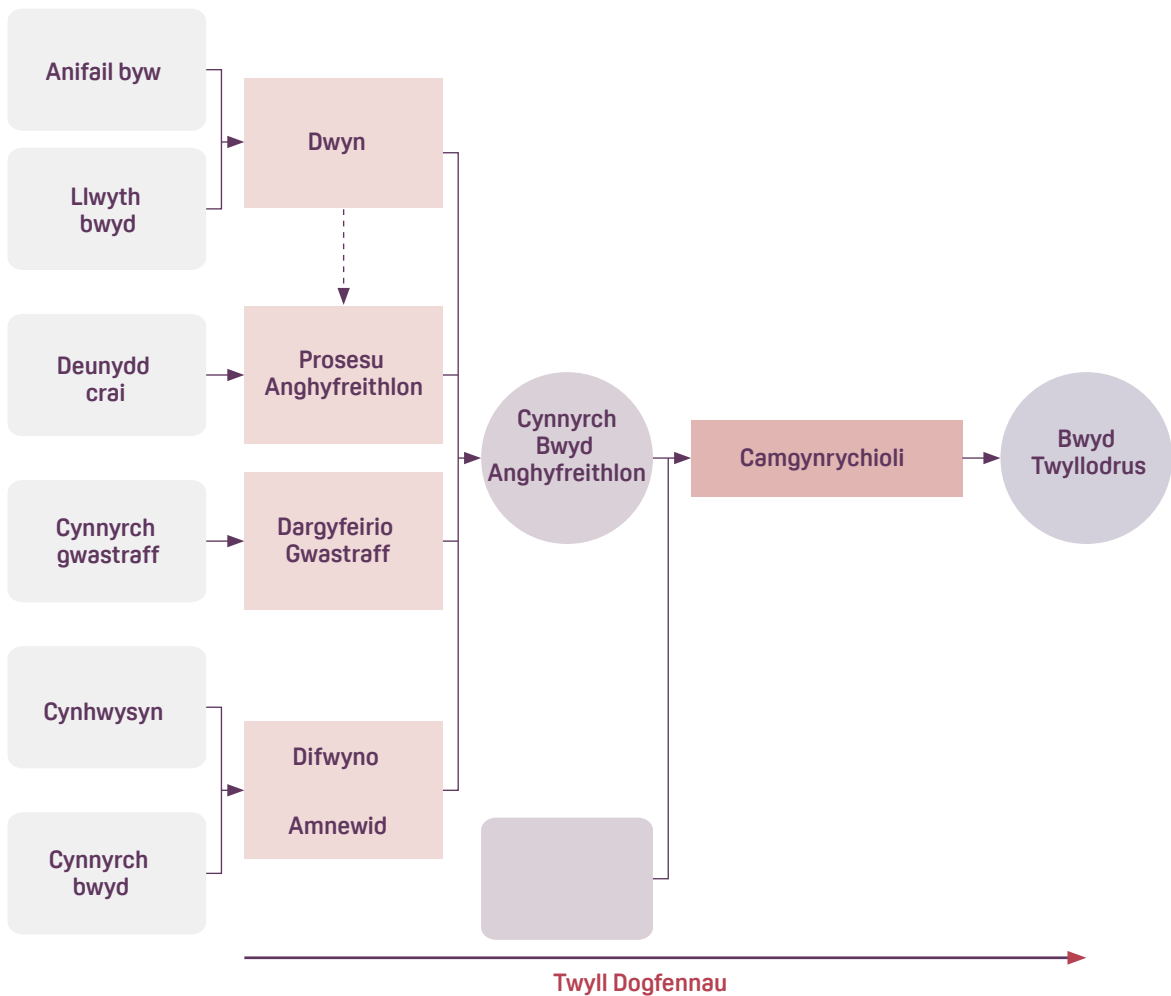 Anifail byw
Llwyth
bwyd
Dwyn
Deunydd
crai
Prosesu
Anghyfreithlon
Cynnyrch
gwastraff
Dargyfeirio
Gwastraff
Cynhwysyn
Cynnyrch
bwyd
Difwyno
Amnewid
Cynnyrch
Bwyd
Anghyfreithlon
Camgynrychioli
Bwyd
Twyllodrus
Twyll Dogfennau